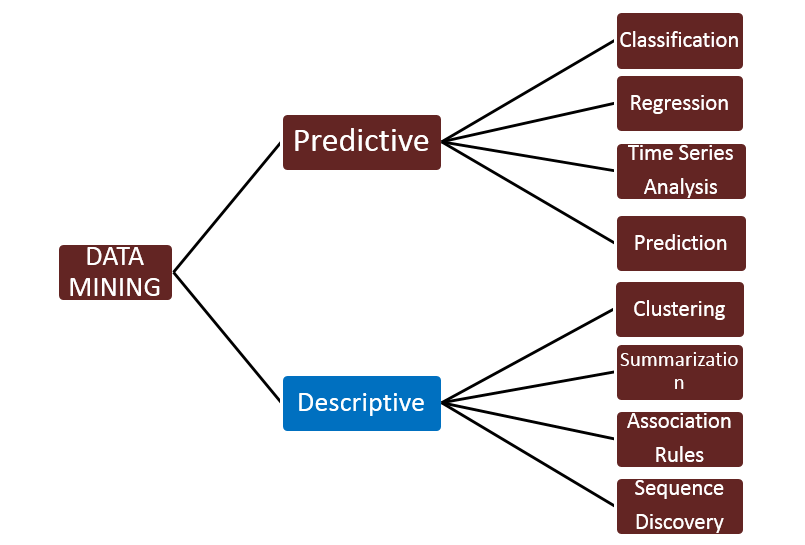 Classification
Regression
Predictive
Time Series
Analysis
Prediction
DATA
MINING
Clustering
Descriptive
Summarizatio
n
Association
Rules
Sequence
Discovery